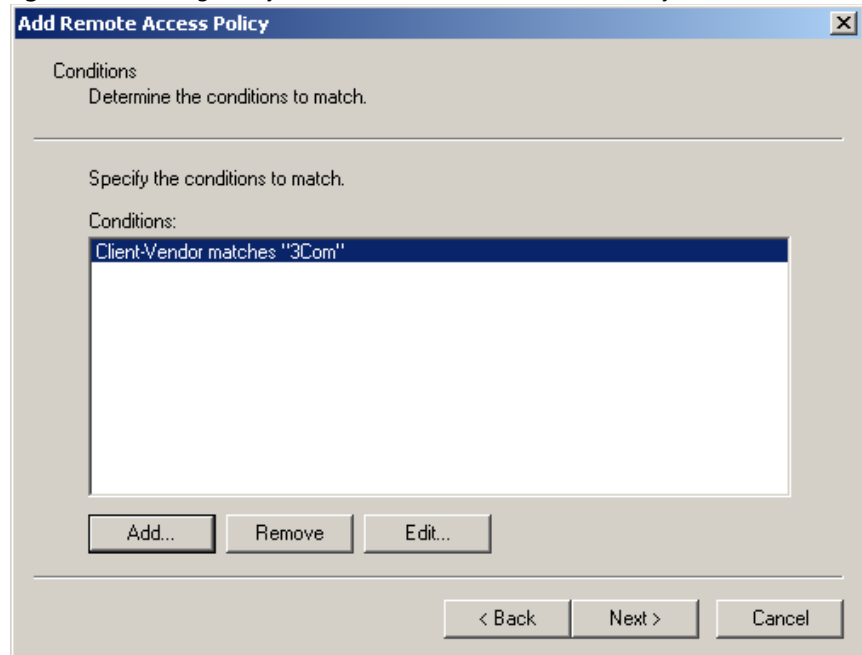 Add Remote Access Policy
Conditions
Determine the conditions to match.
Specify the conditions to match.
Conditions:
Client-Vendor matches "3Com"
Add... Remove Edit...
< Back Next > Cancel